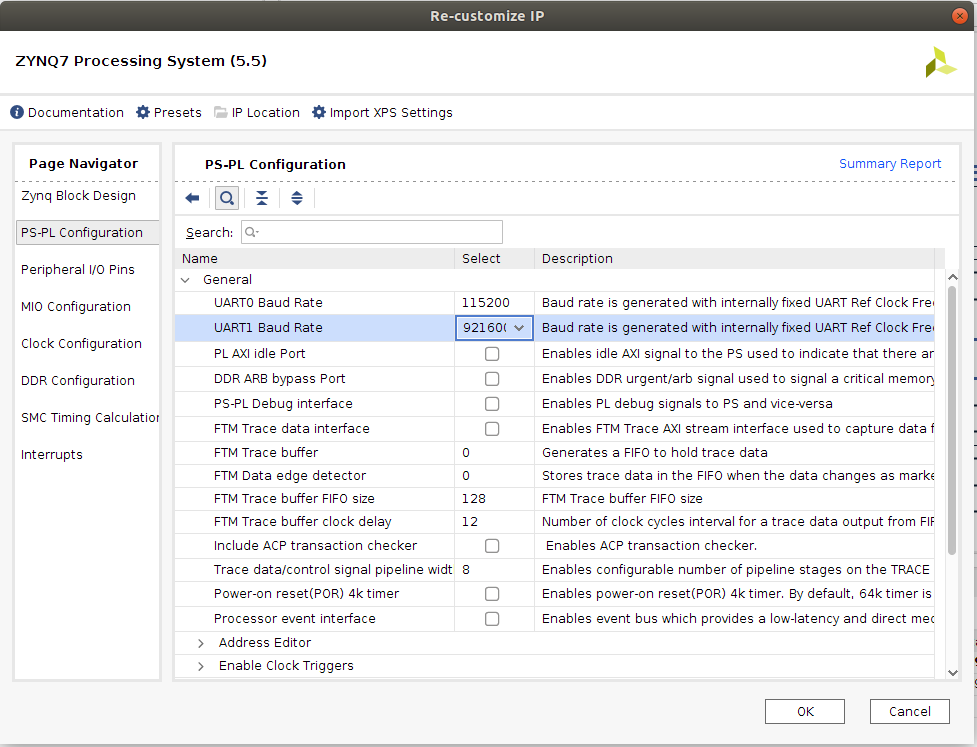 Re-customize IP
ZYNQ7 Processing System (5.5)
Documentation Presets IP Location Import XPS Settings
Page Navigator
Zynq Block Design
PS-PL Configuration
Peripheral I/O Pins
MIO Configuration
Clock Configuration
DDR Configuration
SMC Timing Calculation
Interrupts
PS-PL Configuration Summary Report
Search:
Name Select Description
General
UART0 Baud Rate 115200 Baud rate is generated with internally fixed UART Ref Clock Fre
UART1 Baud Rate 921600 Baud rate is generated with internally fixed UART Ref Clock Fre
PL AXI idle Port Enables idle AXI signal to the PS used to indicate that there ar
DDR ARB bypass Port Enables DDR urgent/arb signal used to signal a critical memory
PS-PL Debug interface Enables PL debug signals to PS and vice-versa
FTM Trace data interface Enables FTM Trace AXI stream interface used to capture data f
FTM Trace buffer 0 Generates a FIFO to hold trace data
FTM Data edge detector 0 Stores trace data in the FIFO when the data changes as marke
FTM Trace buffer FIFO size 128 FTM Trace buffer FIFO size
FTM Trace buffer clock delay 12 Number of clock cycles interval for a trace data output from FIF
Include ACP transaction checker Enables ACP transaction checker.
Trace data/control signal pipeline widt 8 Enables configurable number of pipeline stages on the TRACE
Power-on reset(POR) 4k timer Enables power-on reset(POR) 4k timer. By default, 64k timer is
Processor event interface Enables event bus which provides a low-latency and direct mec
Address Editor
Enable Clock Triggers
OK Cancel